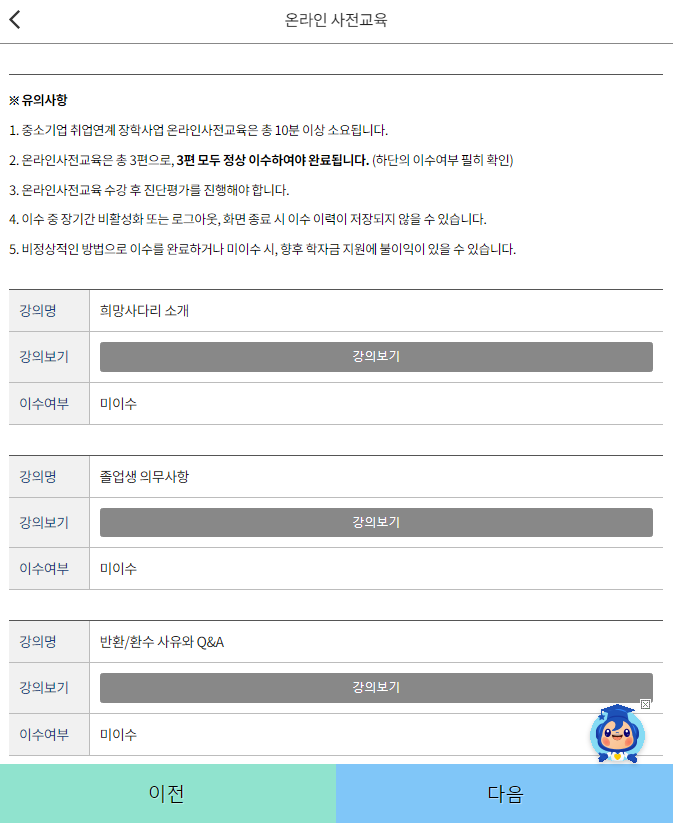 온라인 사전교육
※ 유의사항
1. 중소기업 취업연계 장학사업 온라인사전교육은 총 10분 이상 소요됩니다.
2. 온라인사전교육은 총 3편으로, 3편 모두 정상 이수하여야 완료됩니다. (하단의 이수여부 필히 확인)
3. 온라인사전교육 수강 후 진단평가를 진행해야 합니다.
4. 이수 중 장기간 비활성화 또는 로그아웃, 화면 종료 시 이수 이력이 저장되지 않을 수 있습니다.
5. 비정상적인 방법으로 이수를 완료하거나 미이수 시, 향후 학자금 지원에 불이익이 있을 수 있습니다.
강의명 희망사다리 소개
강의보기 강의보기
이수여부 미이수
강의명 졸업생 의무사항
강의보기 강의보기
이수여부 미이수
강의명 반환/환수 사유와 Q&A
강의보기 강의보기
이수여부 미이수
이전 다음